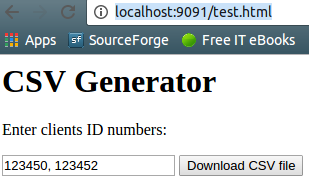 localhost:9091/test.html
Apps SourceForge Free IT eBooks
CSV Generator
Enter clients ID numbers:
123450, 123452 Download CSV file